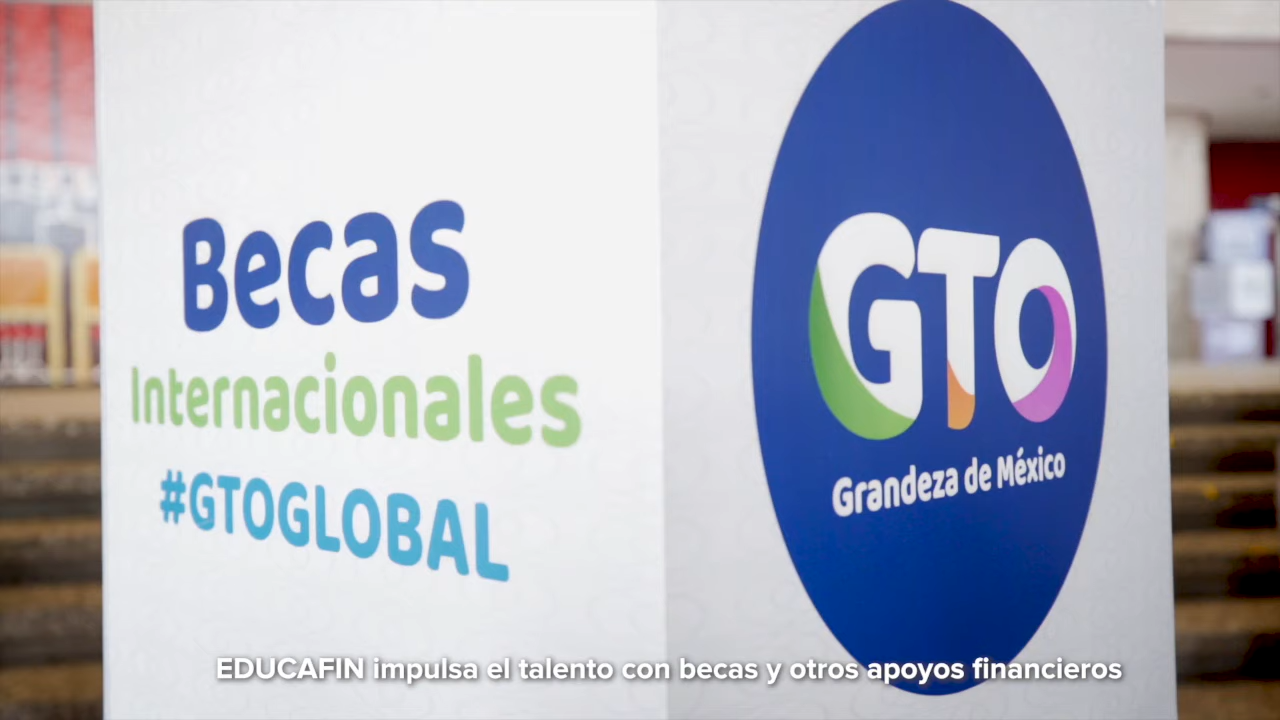 Becas
Internacionales
#GTOGLOBAL
GTO
Grandeza de México
EDUCAFIN impulsa el talento con becas y otros apoyos financieros